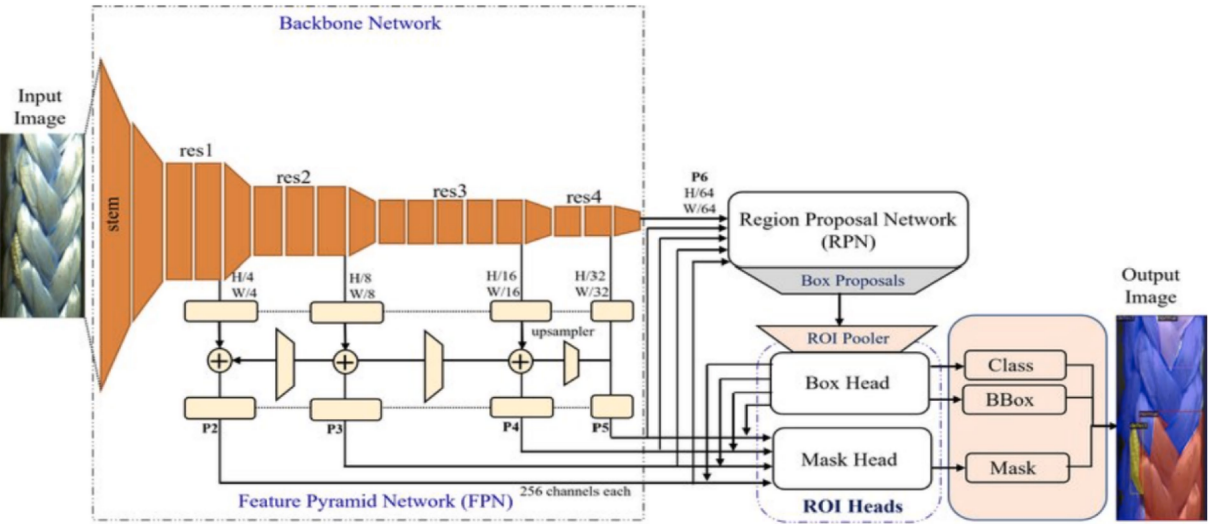 Backbone Network
Input
Image
stem
res1
res2
res3
res4
P6
H/64
W/64
Region Proposal Network
(RPN)
Box Proposals
H/4
W/4
H/8
W/8
H/16
W/16
H/32
W/32
upsampler
ROI Pooler
Output
Image
Box Head
Class
BBox
P2
P3
P4
P5
Mask Head
Mask
256 channels each
Feature Pyramid Network (FPN)
ROI Heads